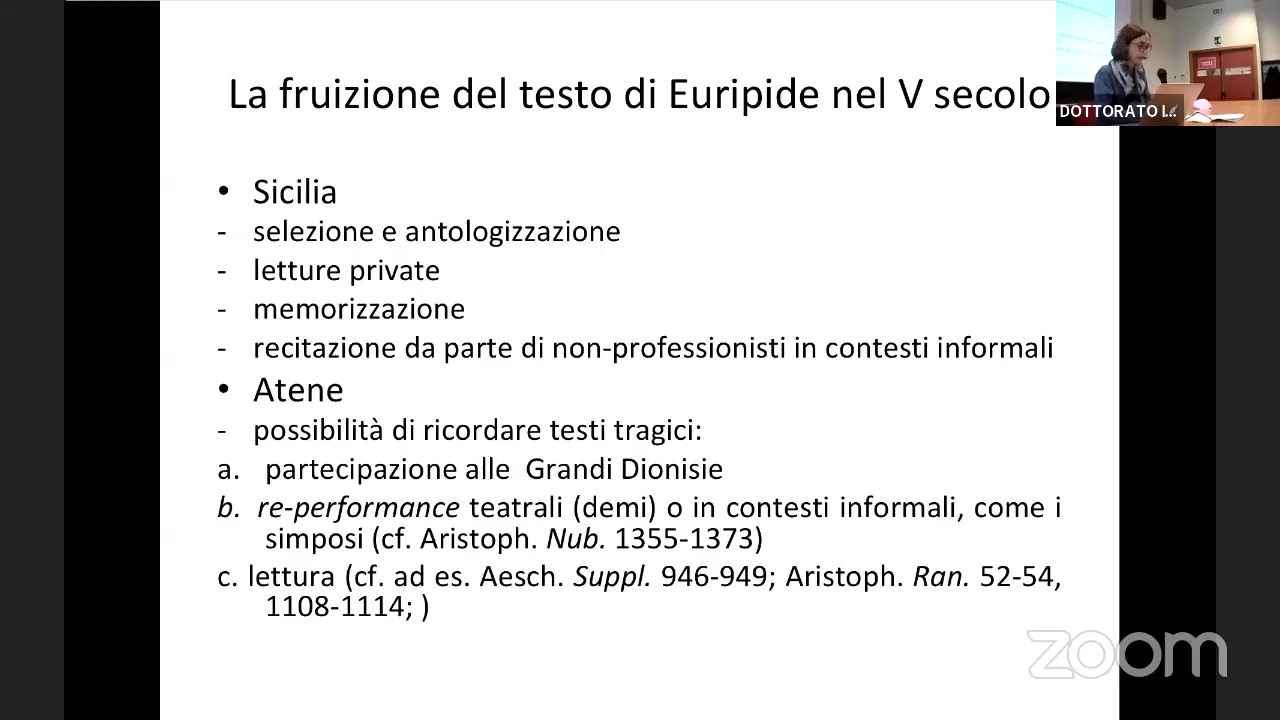 La fruizione del testo di Euripide nel V secolo
DOTTORATO I...
• Sicilia
- selezione e antologizzazione
- letture private
- memorizzazione
- recitazione da parte di non-professionisti in contesti informali
• Atene
- possibilità di ricordare testi tragici:
a. partecipazione alle Grandi Dionisie
b. re-performance teatrali (demi) o in contesti informali, come i
simposi (cf. Aristoph. Nub. 1355-1373)
c. lettura (cf. ad es. Aesch. Suppl. 946-949; Aristoph. Ran. 52-54,
1108-1114; )
zoom